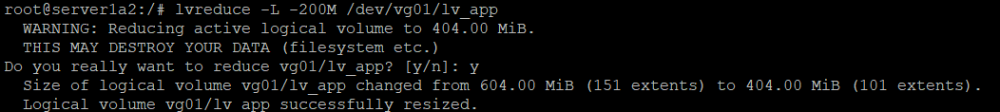 root@server1a2:/# lvreduce -L -200M /dev/vg01/lv_app
WARNING: Reducing active logical volume to 404.00 MiB.
THIS MAY DESTROY YOUR DATA (filesystem etc.)
Do you really want to reduce vg01/lv_app? [y/n]: y
Size of logical volume vg01/lv_app changed from 604.00 MiB (151 extents) to 404.00 MiB (101 extents).
Logical volume vg01/lv app successfully resized.